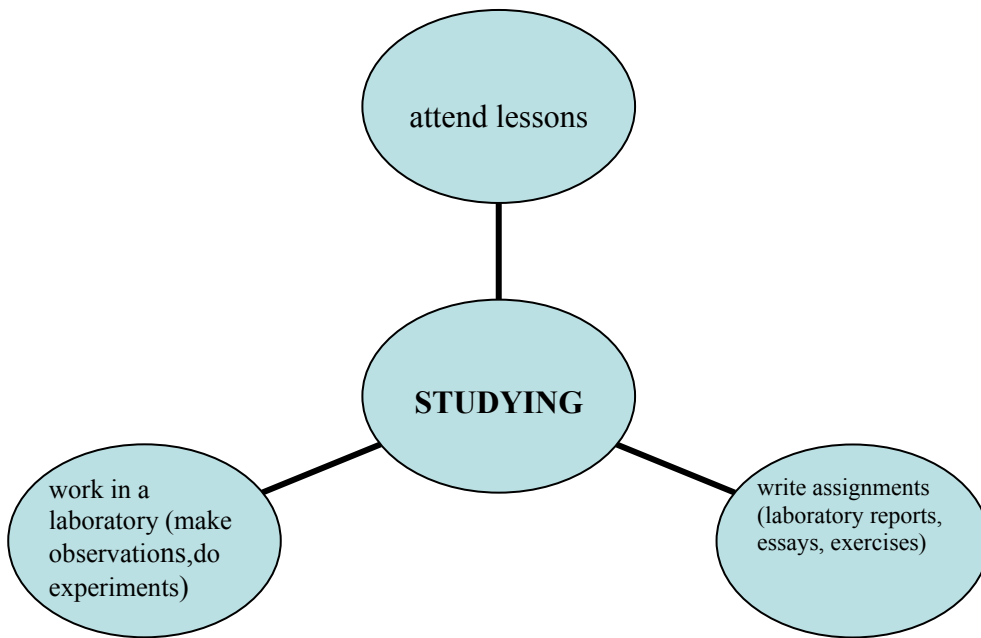 attend lessons
STUDYING
work in a
laboratory (make
observations,do
experiments)
write assignments
(laboratory reports,
essays, exercises)